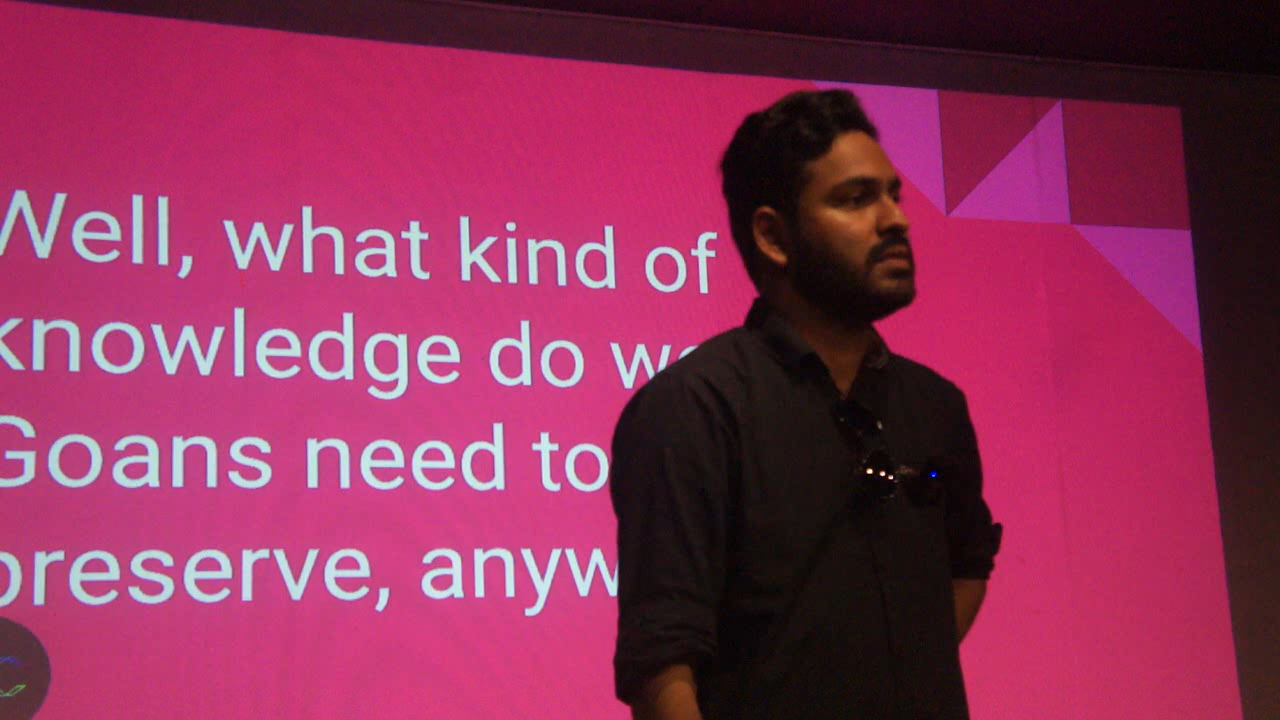 Well, what kind of
knowledge do we
Goans need to
preserve, anyw